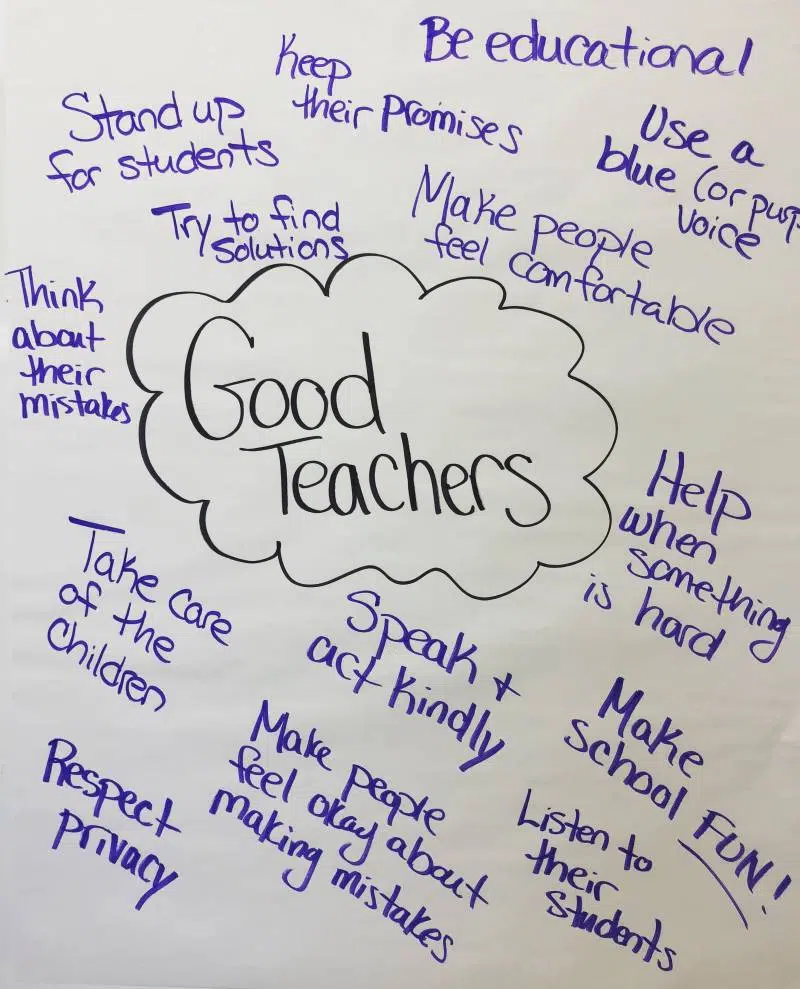 Be educational
Keep
their promises
Stand up
for students
Use a
blue (or purp
voice
Try to find
solutions
Make people
feel comfortable
Think
about
their
mistakes
Good
Teachers
Help
when
something
is hard
Take care
of the
children
Speak +
act kindly
Make
school FUN!
Respect
privacy
Make people
feel okay about
making mistakes
Listen to
their
students